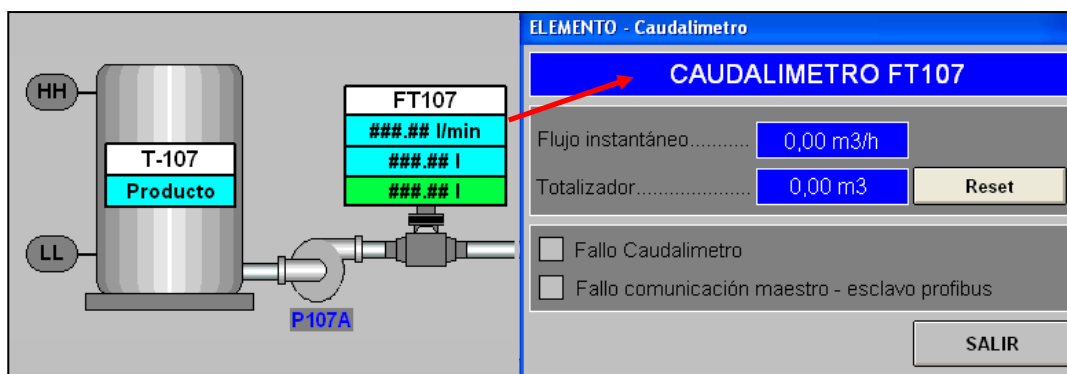 HH
T-107
Producto
LL
P107A
FT107
###.## l/min
###.## l
###.## l
ELEMENTO - Caudalimetro
CAUDALIMETRO FT107
Flujo instantáneo........... 0,00 m3/h
Totalizador..................... 0,00 m3 Reset
Fallo Caudalimetro
Fallo comunicación maestro - esclavo profibus
SALIR